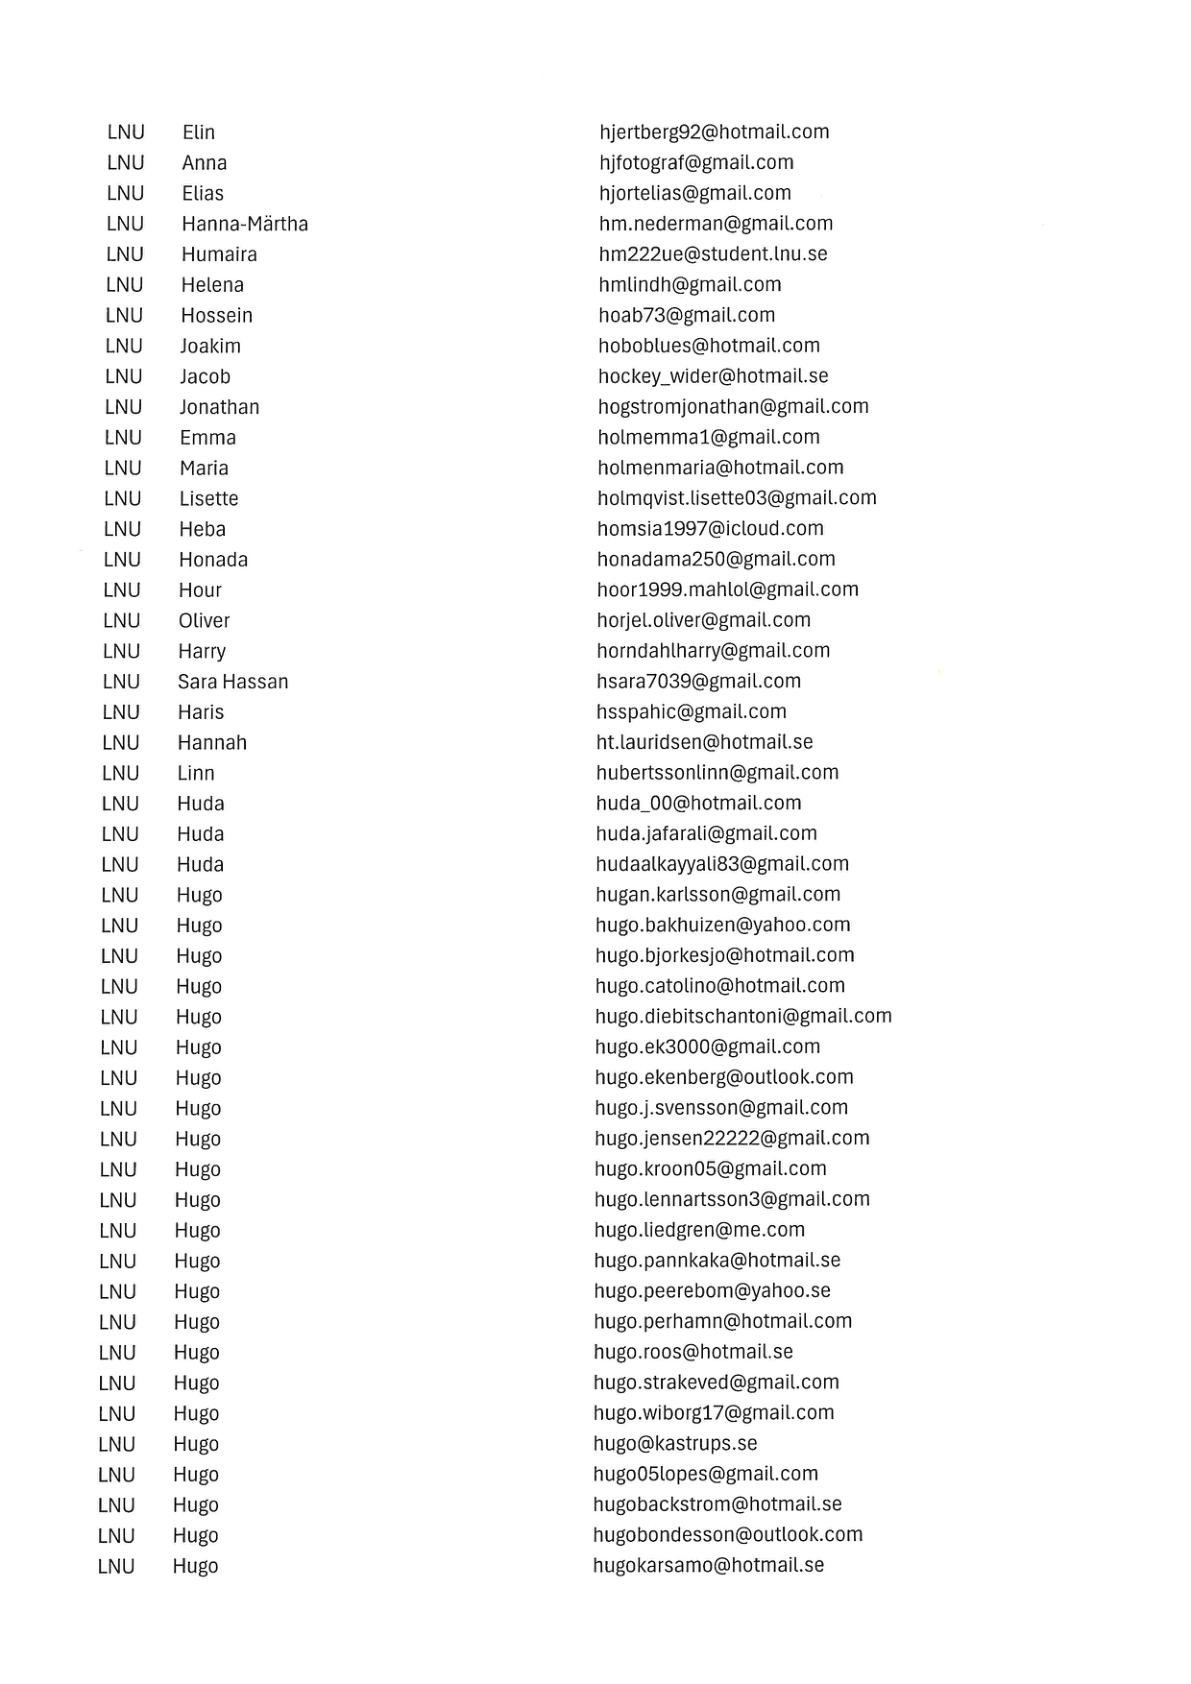 LNU Elin hjertberg92@hotmail.com
LNU Anna hjfotograf@gmail.com
LNU Elias hjortelias@gmail.com
LNU Hanna-Märtha hm.nederman@gmail.com
LNU Humaira hm222ue@student.lnu.se
LNU Helena hmlindh@gmail.com
LNU Hossein hoab73@gmail.com
LNU Joakim hoboblues@hotmail.com
LNU Jacob hockey_wider@hotmail.se
LNU Jonathan hogstromjonathan@gmail.com
LNU Emma holmemma1@gmail.com
LNU Maria holmenmaria@hotmail.com
LNU Lisette holmqvist.lisette03@gmail.com
LNU Heba homsia1997@icloud.com
LNU Honada honadama250@gmail.com
LNU Hour hoor1999.mahlol@gmail.com
LNU Oliver horjel.oliver@gmail.com
LNU Harry horndahlharry@gmail.com
LNU Sara Hassan hsara7039@gmail.com
LNU Haris hsspahic@gmail.com
LNU Hannah ht.lauridsen@hotmail.se
LNU Linn hubertssonlinn@gmail.com
LNU Huda huda_00@hotmail.com
LNU Huda huda.jafarali@gmail.com
LNU Huda hudaalkayyali83@gmail.com
LNU Hugo hugan.karlsson@gmail.com
LNU Hugo hugo.bakhuizen@yahoo.com
LNU Hugo hugo.bjorkesjo@hotmail.com
LNU Hugo hugo.catolino@hotmail.com
LNU Hugo hugo.diebitschantoni@gmail.com
LNU Hugo hugo.ek3000@gmail.com
LNU Hugo hugo.ekenberg@outlook.com
LNU Hugo hugo.j.svensson@gmail.com
LNU Hugo hugo.jensen22222@gmail.com
LNU Hugo hugo.kroon05@gmail.com
LNU Hugo hugo.lennartsson3@gmail.com
LNU Hugo hugo.liedgren@me.com
LNU Hugo hugo.pannkaka@hotmail.se
LNU Hugo hugo.peerebom@yahoo.se
LNU Hugo hugo.perhamn@hotmail.com
LNU Hugo hugo.roos@hotmail.se
LNU Hugo hugo.strakeved@gmail.com
LNU Hugo hugo.wiborg17@gmail.com
LNU Hugo hugo@kastrups.se
LNU Hugo hugo05lopes@gmail.com
LNU Hugo hugobackstrom@hotmail.se
LNU Hugo hugobondesson@outlook.com
LNU Hugo hugokarsamo@hotmail.se